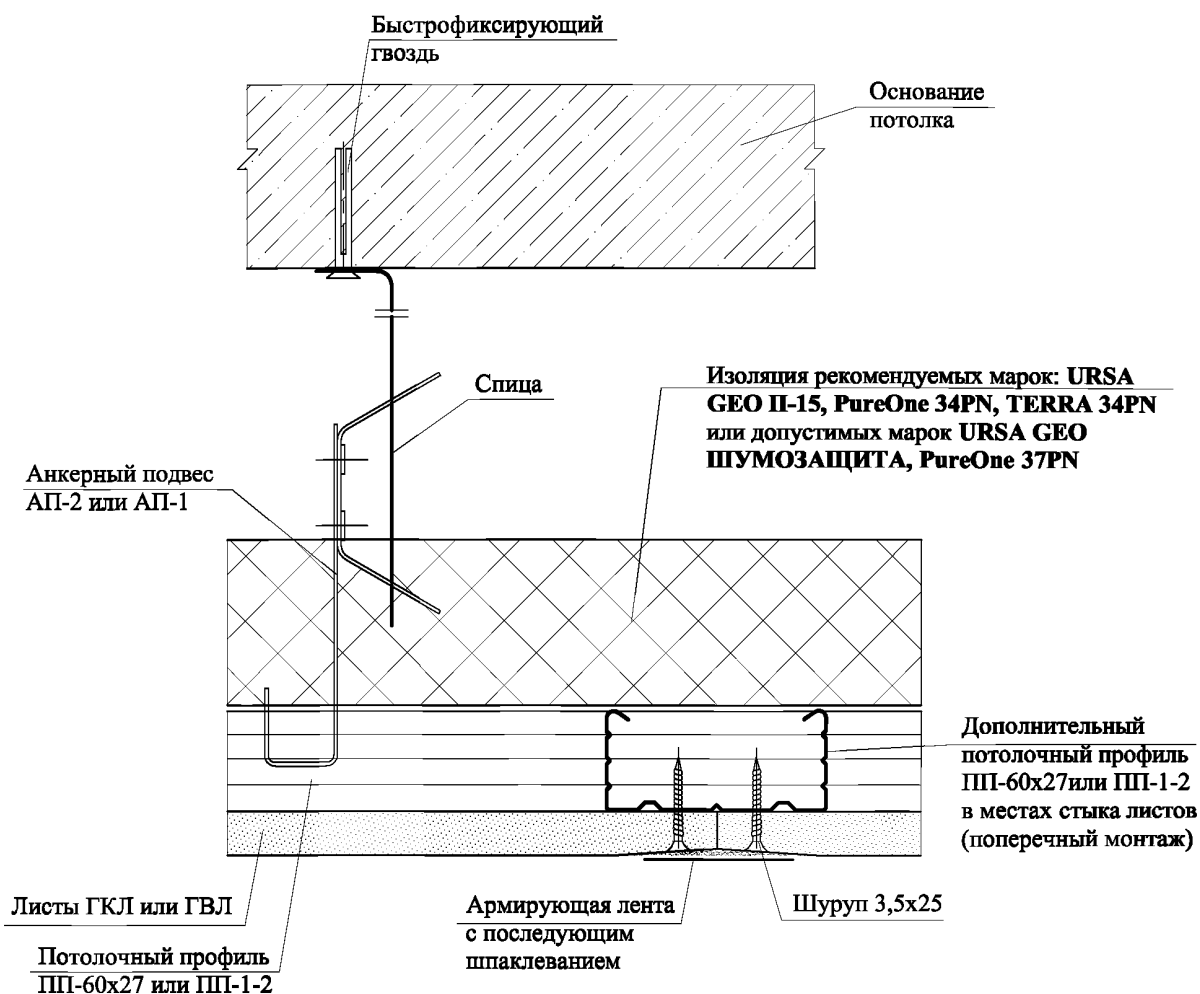 Быстрофиксирующий
гвоздь
Основание
потолка
Спица
Изоляция рекомендуемых марок: URSA
GEO П-15, PureOne 34PN, TERRA 34PN
или допустимых марок URSA GEO
ШУМОЗАЩИТА, PureOne 37PN
Анкерный подвес
АП-2 или АП-1
Дополнительный
потолочный профиль
ПП-60х27или ПП-1-2
в местах стыка листов
(поперечный монтаж)
Листы ГКЛ или ГВЛ
Армирующая лента
с последующим
шпаклеванием
Шуруп 3,5х25
Потолочный профиль
ПП-60х27 или ПП-1-2